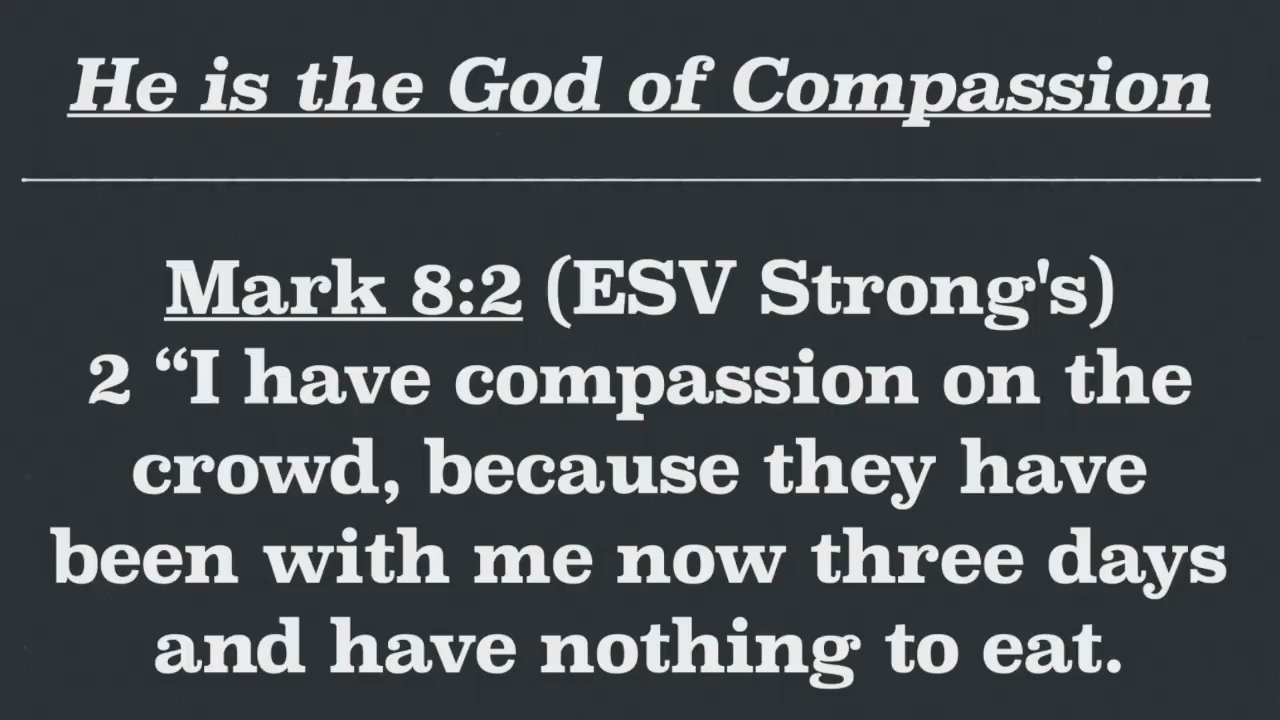 He is the God of Compassion
Mark 8:2 (ESV Strong's)
2 “I have compassion on the
crowd, because they have
been with me now three days
and have nothing to eat.